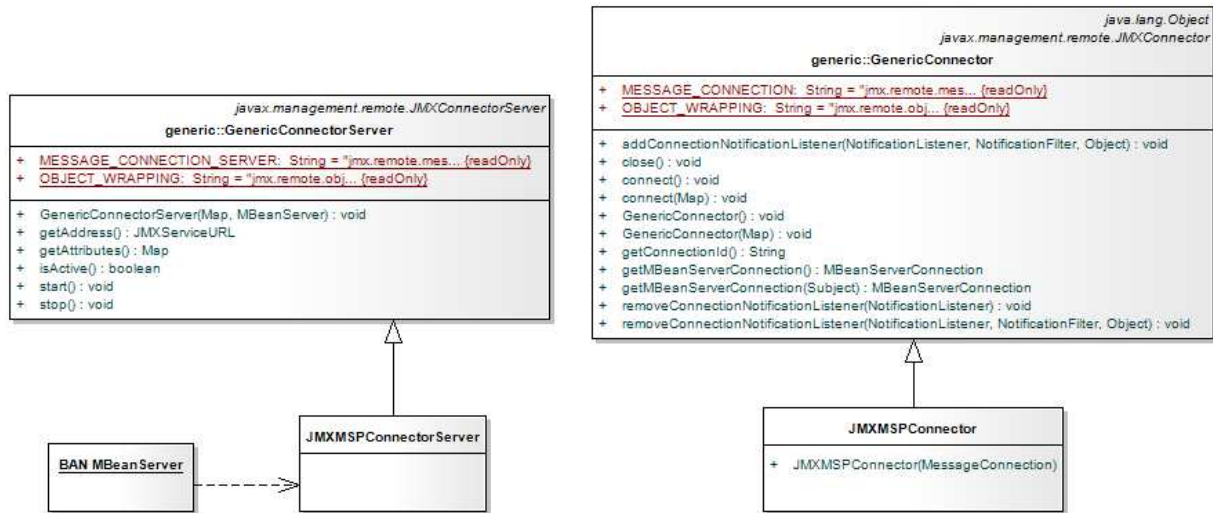 javax.management.remote.JMXConnectorServer
generic::GenericConnectorServer
+ MESSAGE_CONNECTION_SERVER: String = "jmx.remote.mes... {readOnly}
+ OBJECT_WRAPPING: String = "jmx.remote.obj... {readOnly}
+ GenericConnectorServer(Map, MBeanServer) : void
+ getAddress() : JMXServiceURL
+ getAttributes() : Map
+ isActive() : boolean
+ start() : void
+ stop() : void
JMXMSPConnectorServer
BAN MBeanServer
java.lang.Object
javax.management.remote.JMXConnector
generic::GenericConnector
+ MESSAGE_CONNECTION: String = "jmx.remote.mes... {readOnly}
+ OBJECT_WRAPPING: String = "jmx.remote.obj... {readOnly}
+ addConnectionNotificationListener(NotificationListener, NotificationFilter, Object) : void
+ close() : void
+ connect() : void
+ connect(Map) : void
+ GenericConnector() : void
+ GenericConnector(Map) : void
+ getConnectionId() : String
+ getMBeanServerConnection() : MBeanServerConnection
+ getMBeanServerConnection(Subject) : MBeanServerConnection
+ removeConnectionNotificationListener(NotificationListener) : void
+ removeConnectionNotificationListener(NotificationListener, NotificationFilter, Object) : void
JMXMSPConnector
+ JMXMSPConnector(MessageConnection)